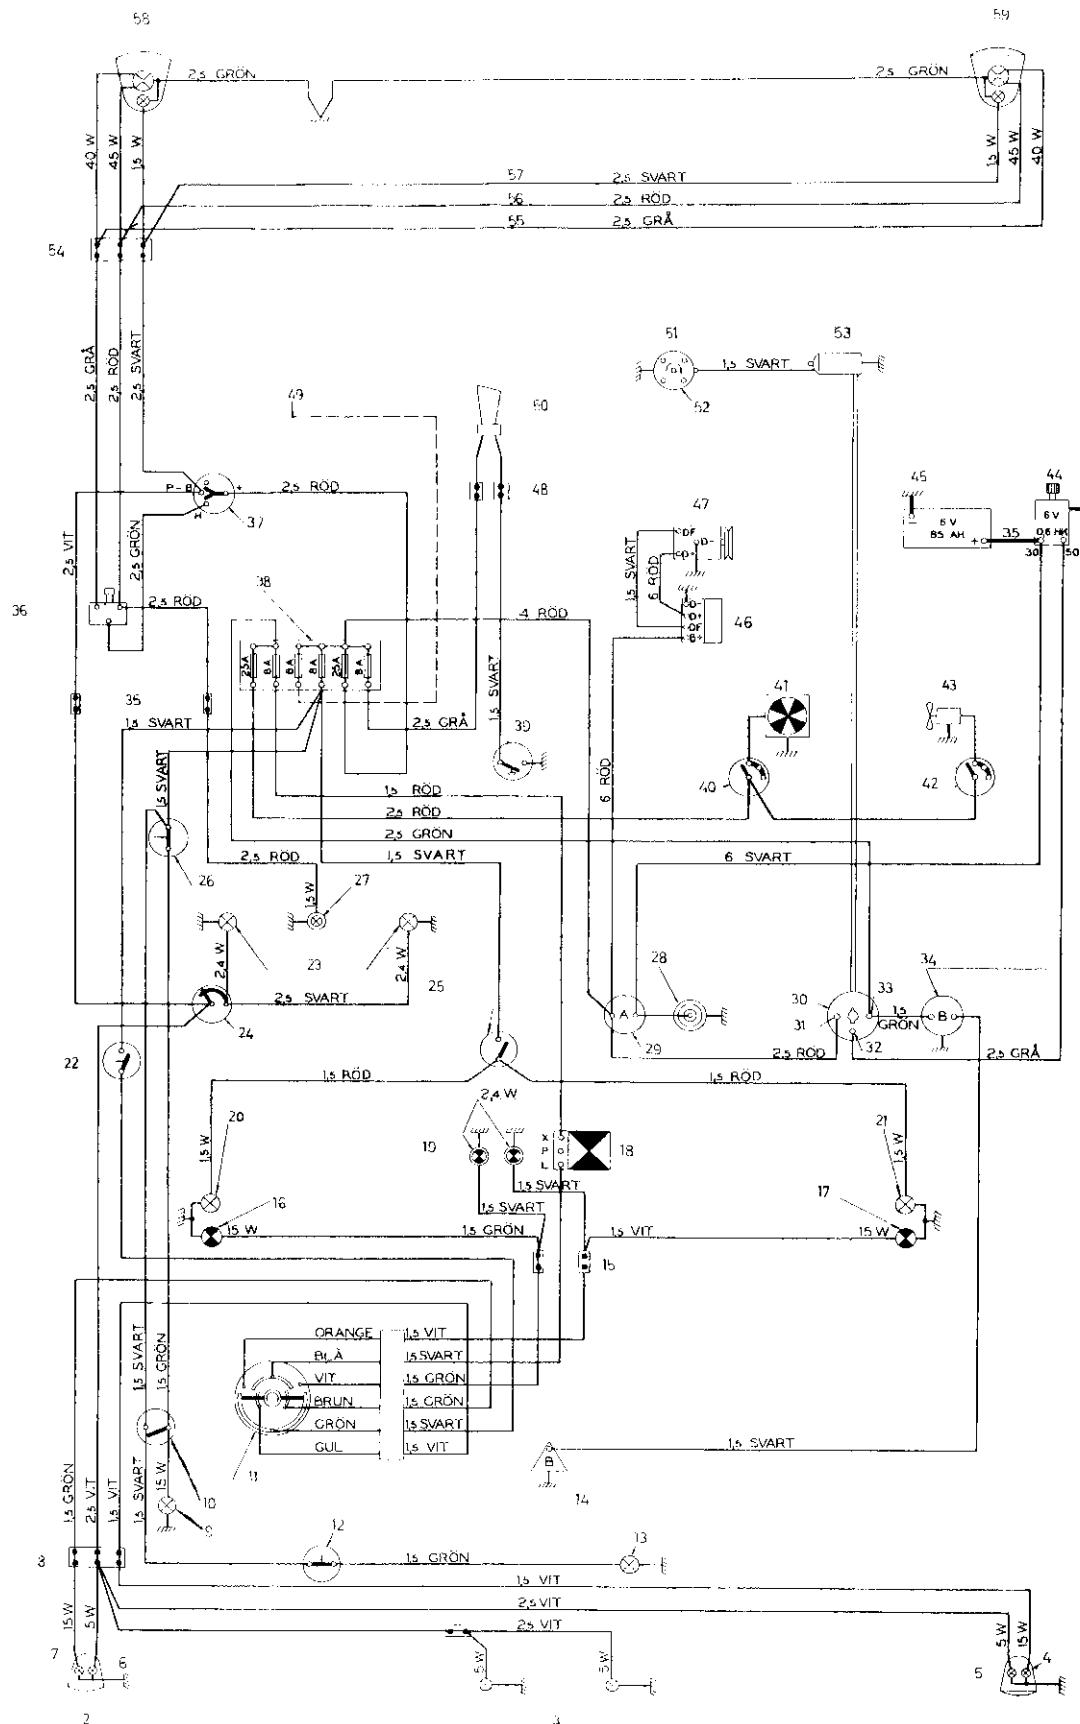 58
59
2,5 GRÖN
2,5 GRÖN
40 W
45 W
1,5 W
1,5 W
45 W
40 W
57
2,5 SVART
56
2,5 RÖD
55
2,5 GRÅ
54
2,5 GRÅ
2,5 RÖD
2,5 SVART
51
53
1,5 SVART
52
49
50
P-B
+
H
37
2,5 RÖD
48
45
44
47
6 V
85 AH
-
+
35
6 V
0,6 HK
30
50
DF
D-
D+
1,5 SVART
6 RÖD
D-
D+
DF
B+
46
2,5 VIT
2,5 GRÖN
36
2,5 RÖD
38
4 RÖD
25A
8A
8A
8A
25A
8A
35
1,5 SVART
2,5 GRÅ
1,5 SVART
39
41
43
6 RÖD
40
42
1,5 SVART
1,5 RÖD
2,5 RÖD
2,5 GRÖN
26
2,5 RÖD
1,5 SVART
6 SVART
1,5 W
27
23
2,4 W
2,4 W
25
28
34
30
33
31
A
1,5
GRÖN
B
24
2,5 SVART
29
32
22
2,5 RÖD
2,5 GRÅ
1,5 RÖD
1,5 RÖD
20
2,4 W
21
1,5 W
1,5 W
19
X
P
L
18
1,5 SVART
16
1,5 SVART
17
15 W
1,5 GRÖN
1,5 VIT
15 W
15
1,5 SVART
1,5 GRÖN
ORANGE
1,5 VIT
BLÅ
1,5 SVART
VIT
1,5 GRÖN
BRUN
1,5 GRÖN
GRÖN
1,5 SVART
GUL
1,5 VIT
11
1,5 SVART
B
14
1,5 GRÖN
2,5 VIT
1,5 VIT
1,5 SVART
15 W
10
9
12
13
8
1,5 GRÖN
1,5 VIT
2,5 VIT
2,5 VIT
15 W
5 W
5 W
5 W
5 W
15 W
7
6
5
4
2
3